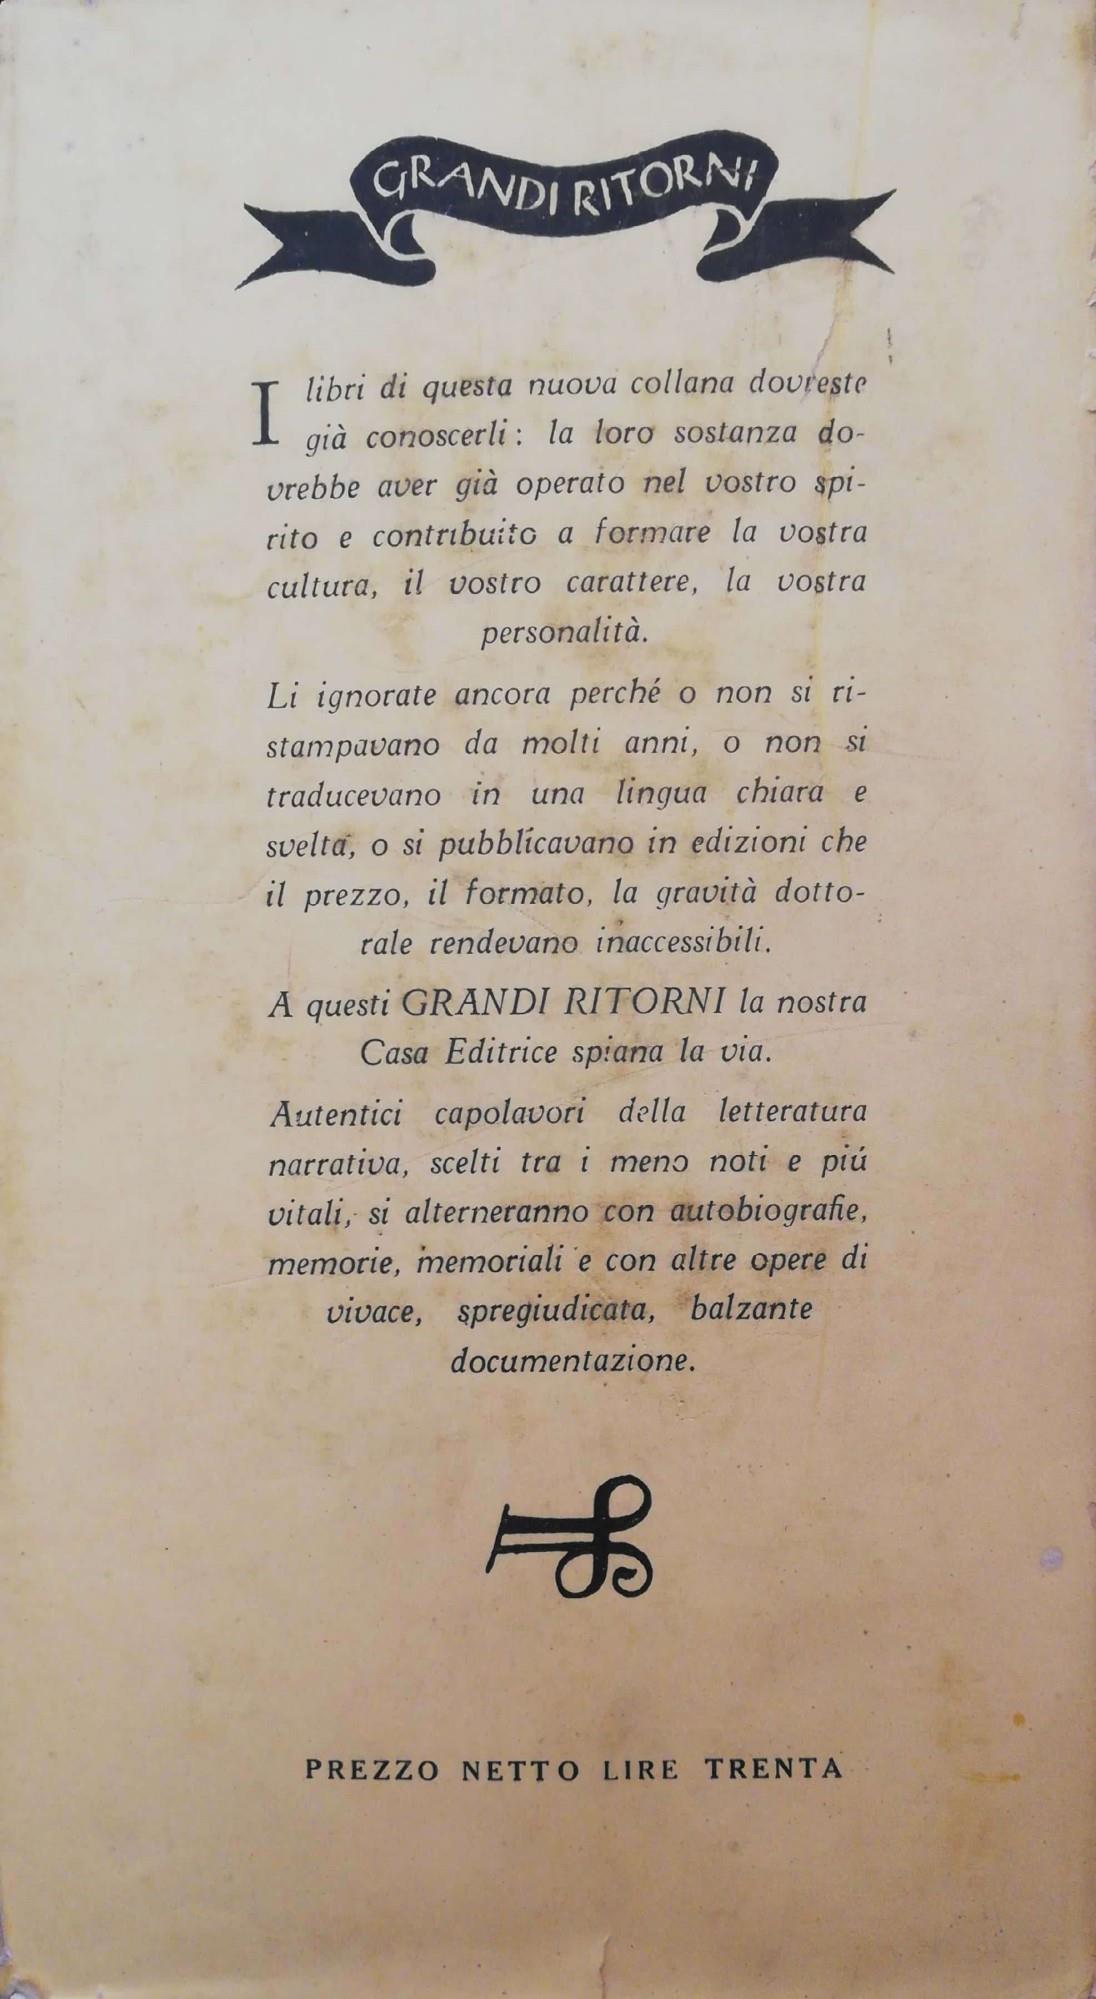 GRANDI RITORNI
I libri di questa nuova collana dovreste
già conoscerli: la loro sostanza do-
vrebbe aver già operato nel vostro spi-
rito e contribuito a formare la vostra
cultura, il vostro carattere, la vostra
personalità.
Li ignorate ancora perché o non si ri-
stampavano da molti anni, o non si
traducevano in una lingua chiara e
svelta, o si pubblicavano in edizioni che
il prezzo, il formato, la gravità dotto-
rale rendevano inaccessibili.
A questi GRANDI RITORNI la nostra
Casa Editrice spiana la via.
Autentici capolavori della letteratura
narrativa, scelti tra i meno noti e piú
vitali, si alterneranno con autobiografie,
memorie, memoriali e con altre opere di
vivace, spregiudicata, balzante
documentazione.
PREZZO NETTO LIRE TRENTA